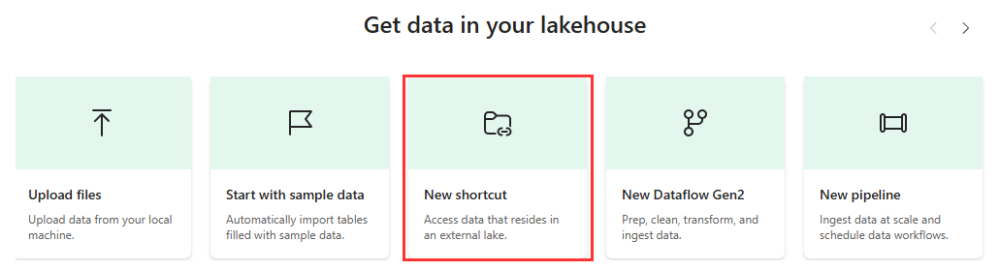 Get data in your lakehouse
Upload files
Upload data from your local
machine.
Start with sample data
Automatically import tables
filled with sample data.
New shortcut
Access data that resides in
an external lake.
New Dataflow Gen2
Prep, clean, transform, and
ingest data.
New pipeline
Ingest data at scale and
schedule data workflows.